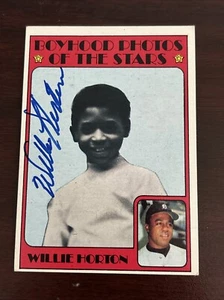 BOYHOOD PHOTOS
OF THE STARS
Willie Horton
WILLIE HORTON